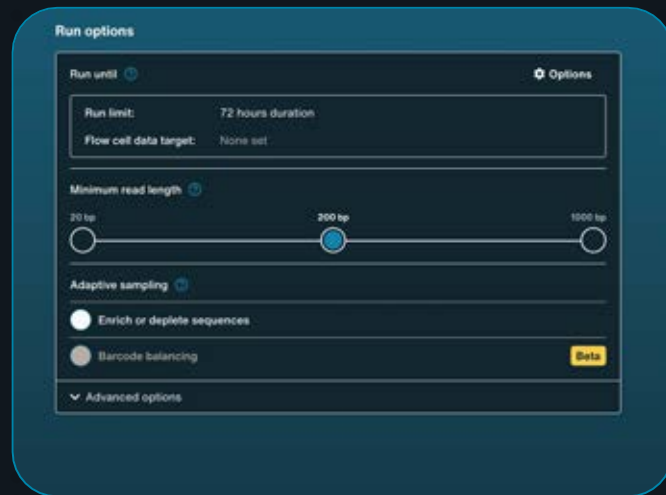 Run options
Run until
Options
Run limit: 72 hours duration
Flow cell data target: None set
Minimum read length
20 bp 200 bp 1000 bp
Adaptive sampling
Enrich or deplete sequences
Barcode balancing Beta
Advanced options